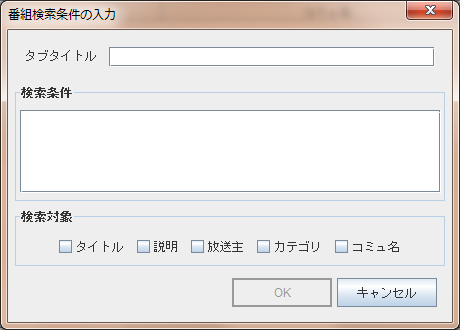 番組検索条件の入力
タブタイトル
検索条件
検索対象
タイトル 説明 放送主 カテゴリ コミュ名
OK キャンセル